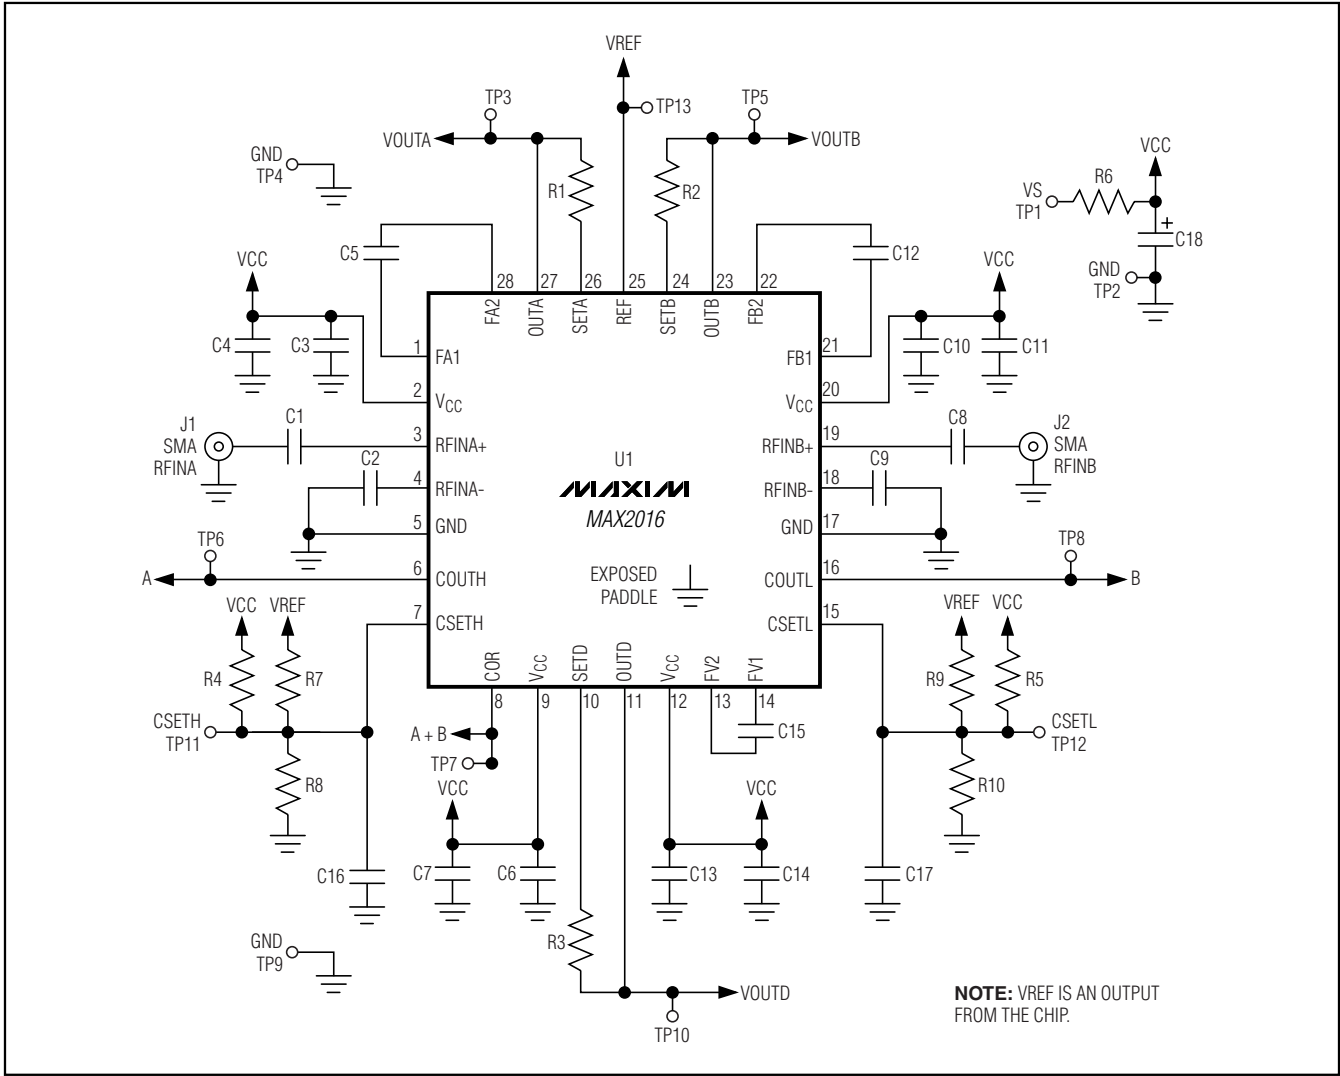 VREF
TP3
TP13
TP5
VOUTA
VOUTB
GND
TP4
R1
R2
VCC
R6
VS
TP1
+
C18
GND
TP2
C5
C12
VCC
VCC
28 27 26 25 24 23 22
FA2 OUTA SETA REF SETB OUTB FB2
C4
C3
C10
C11
1 FA1
FB1 21
2 VCC
VCC 20
J1
SMA
RFINA
C1
3 RFINA+
RFINB+ 19
C8
J2
SMA
RFINB
C2
4 RFINA-
RFINB- 18
C9
U1
MAXIM
MAX2016
5 GND
GND 17
TP6
TP8
A
6 COUTH
COUTL 16
B
EXPOSED
PADDLE
7 CSETH
CSETL 15
VCC VREF
VREF VCC
R4
R7
R9
R5
COR VCC SETD OUTD VCC FV2 FV1
8 9 10 11 12 13 14
CSETH
TP11
CSETL
TP12
A + B
TP7
C15
R8
R10
VCC
VCC
C16
C7
C6
C13
C14
C17
R3
GND
TP9
VOUTD
TP10
NOTE: VREF IS AN OUTPUT
FROM THE CHIP.